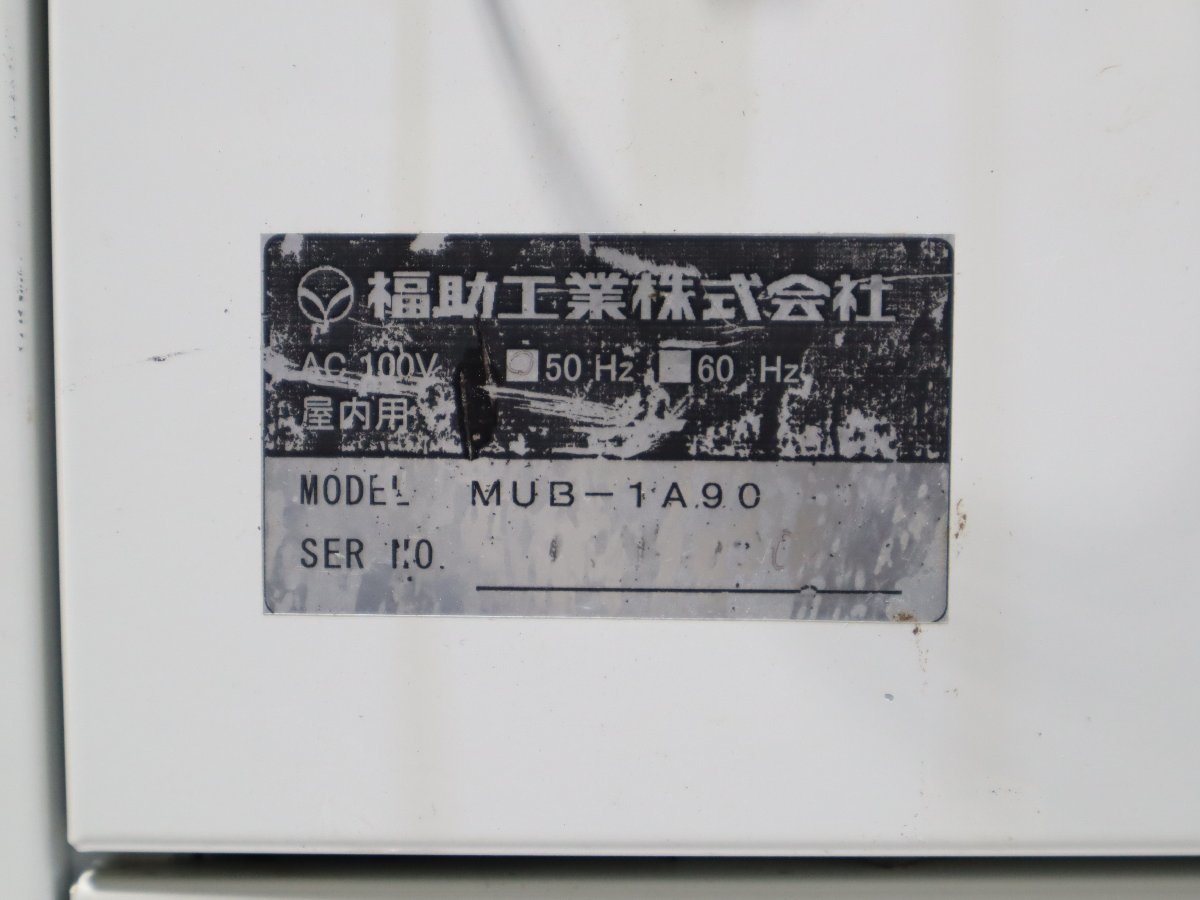 福助工業株式会社
AC 100V 50 Hz 60 Hz
屋内用
MODEL MUB-1A90
SER NO.